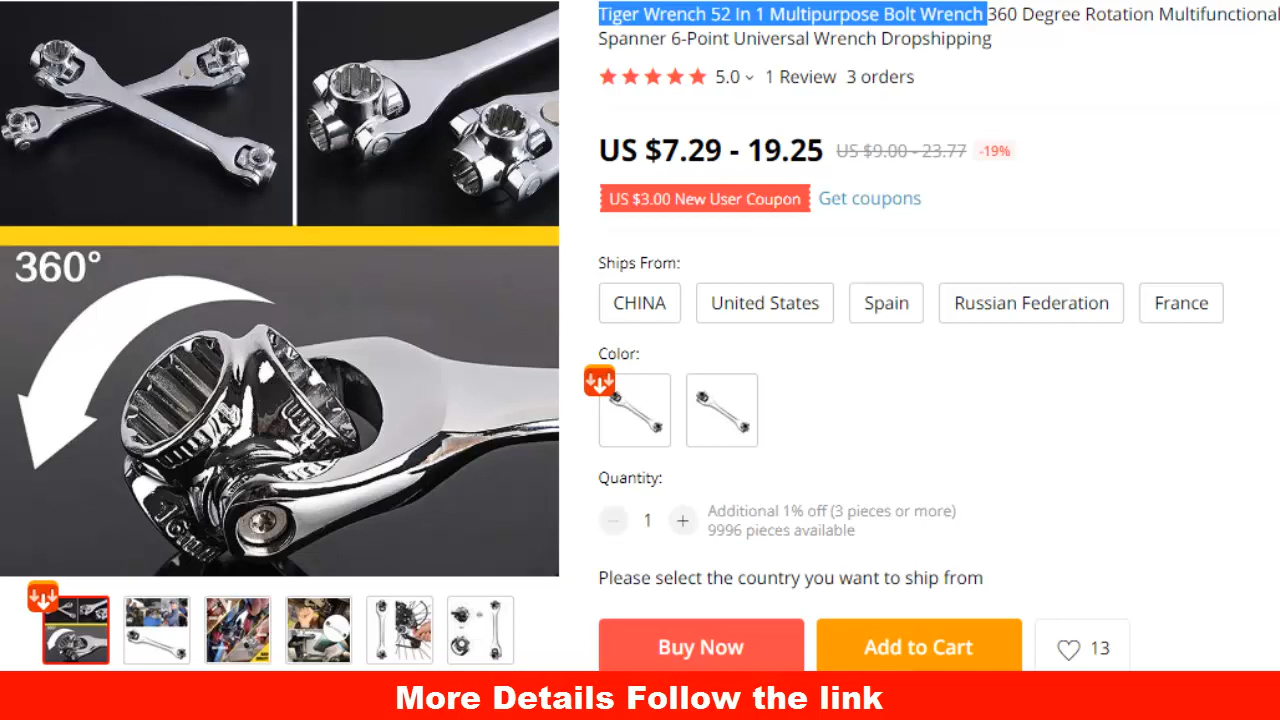 Tiger Wrench 52 In 1 Multipurpose Bolt Wrench 360 Degree Rotation Multifunctional
Spanner 6-Point Universal Wrench Dropshipping
5.0 1 Review 3 orders
US $7.29 - 19.25 US $9.00 - 23.77 -19%
US $3.00 New User Coupon Get coupons
360°
Ships From:
CHINA United States Spain Russian Federation France
Color:
Quantity:
1
Additional 1% off (3 pieces or more)
9996 pieces available
Please select the country you want to ship from
Buy Now Add to Cart 13
More Details Follow the link